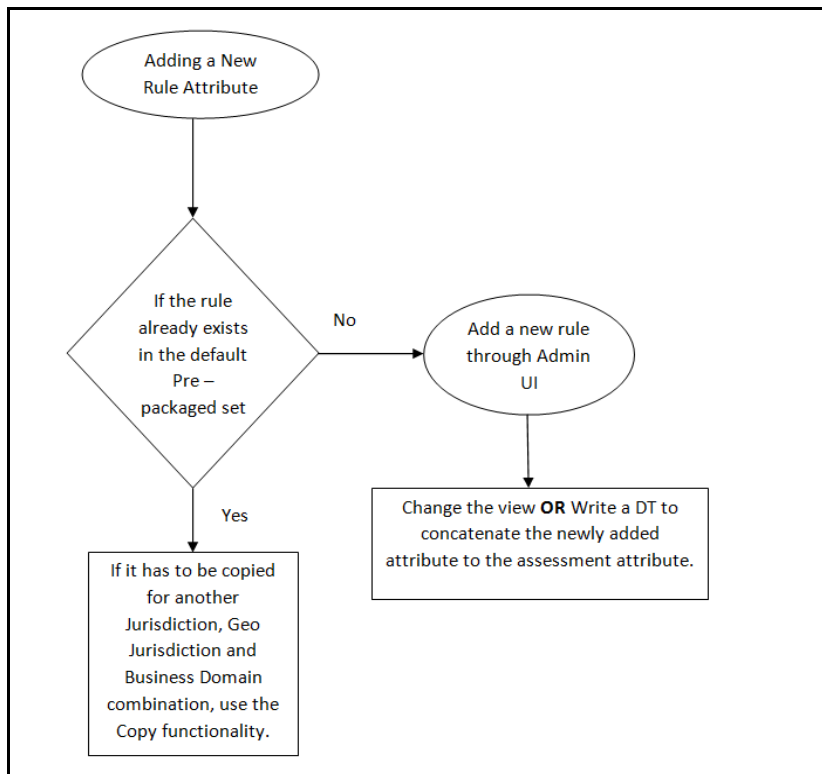 Adding a New
Rule Attribute
If the rule
already exists
in the default
Pre –
packaged set
No
Add a new rule
through Admin
UI
Yes
Change the view OR Write a DT to
concatenate the newly added
attribute to the assessment attribute.
If it has to be copied
for another
Jurisdiction, Geo
Jurisdiction and
Business Domain
combination, use the
Copy functionality.